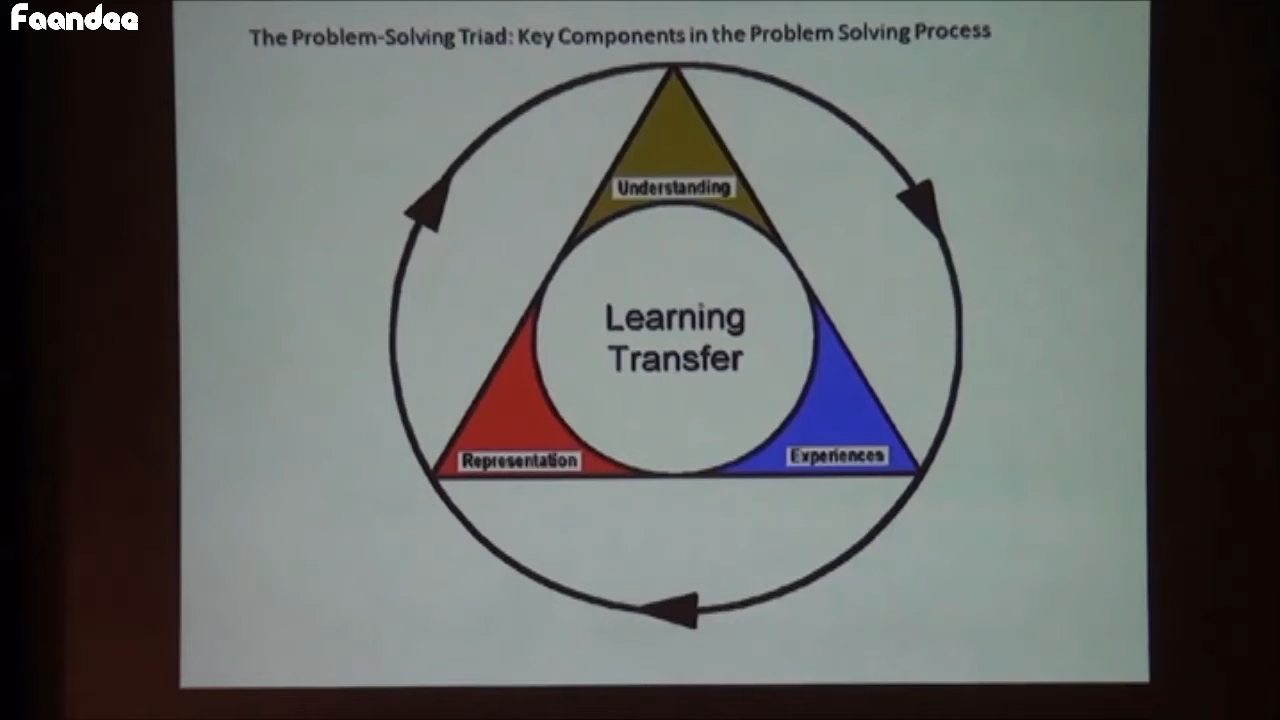 Faandee
The Problem-Solving Triad: Key Components in the Problem Solving Process
Understanding
Learning
Transfer
Representation
Experiences